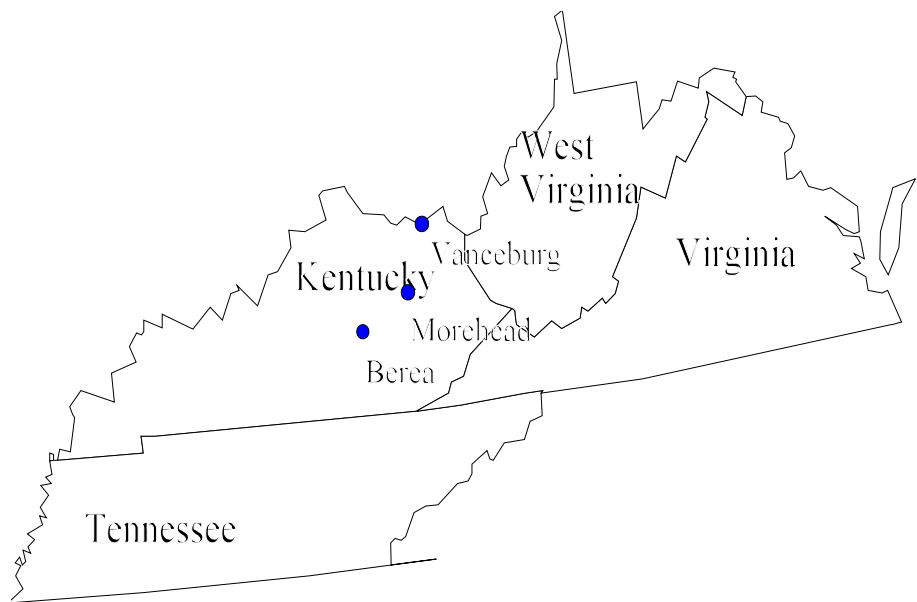 West
Virginia
Vanceburg
Virginia
Kentucky
Morehead
Berea
Tennessee